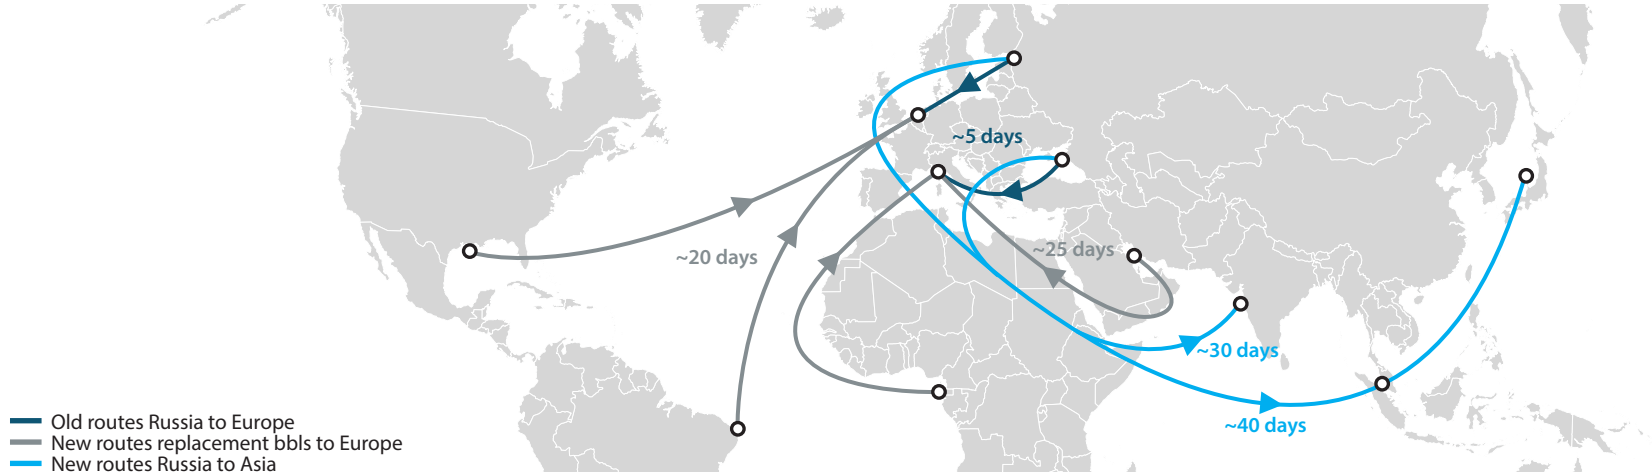 ~5 days
~20 days
~25 days
~30 days
~40 days
Old routes Russia to Europe
New routes replacement bbls to Europe
New routes Russia to Asia